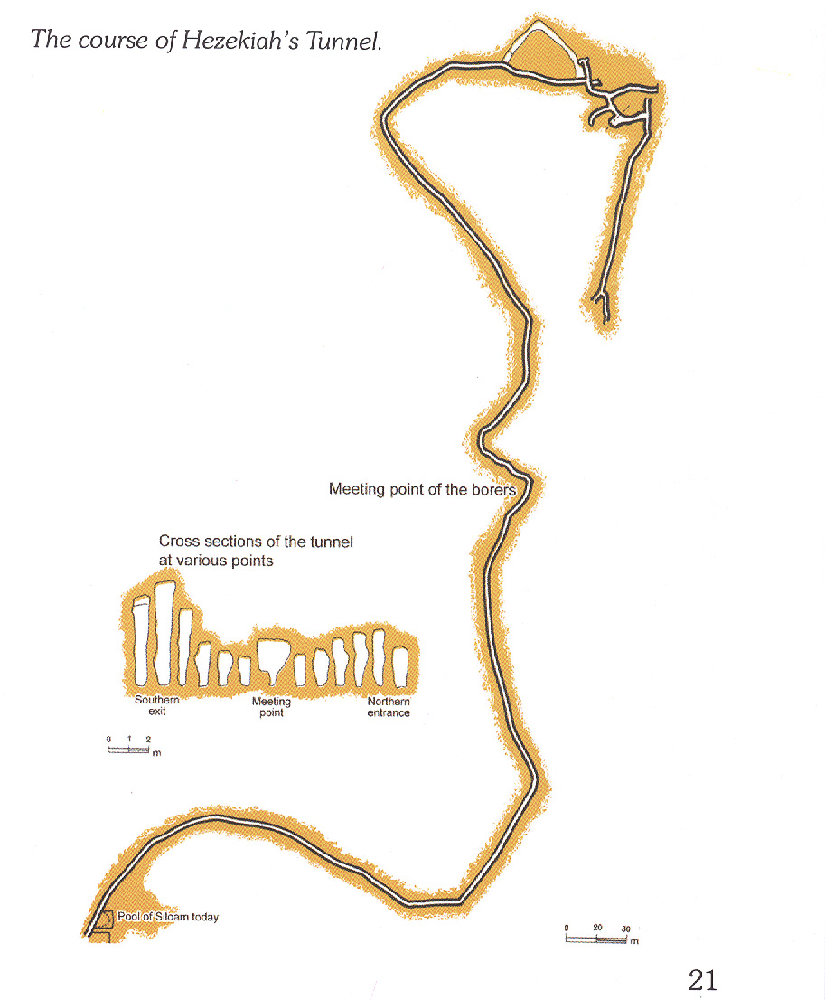 The course of Hezekiah's Tunnel.
Meeting point of the borers
Cross sections of the tunnel
at various points
Southern
exit
Meeting
point
Northern
entrance
0 1 2
m
Pool of Siloam today
0 20 30
m
21